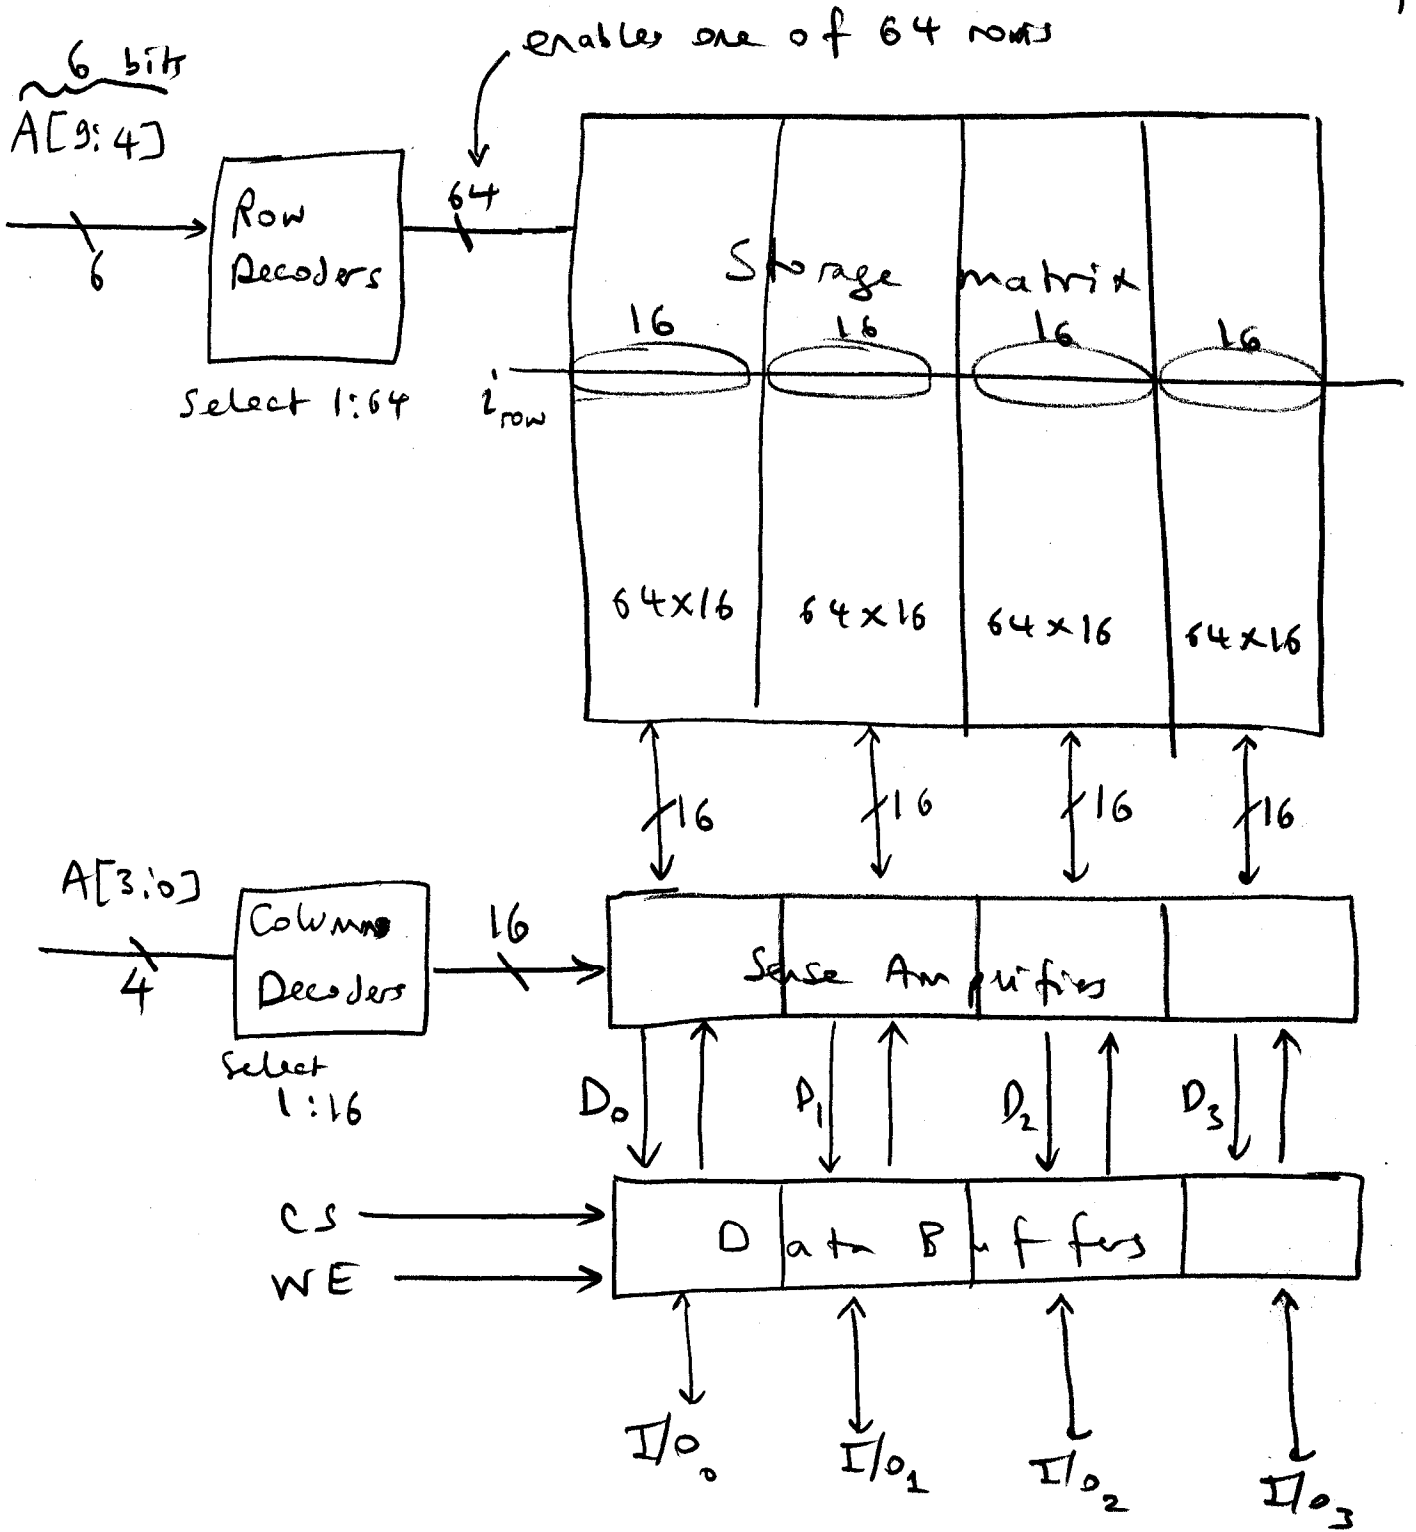 enables one of 64 rows
6 bits
A[9:4]
6
Row
Decoders
Select 1:64
64
Storage matrix
16 16 16 16
i row
64x16 64x16 64x16 64x16
16 16 16 16
A[3:0]
4
Column
Decoders
Select
1:16
16
Sense Amplifiers
D0 D1 D2 D3
CS
WE
Data Buffers
I/O0 I/O1 I/O2 I/O3